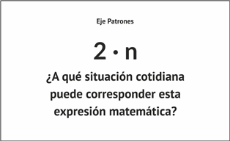 Eje Patrones
2 · n
¿A qué situación cotidiana
puede corresponder esta
expresión matemática?